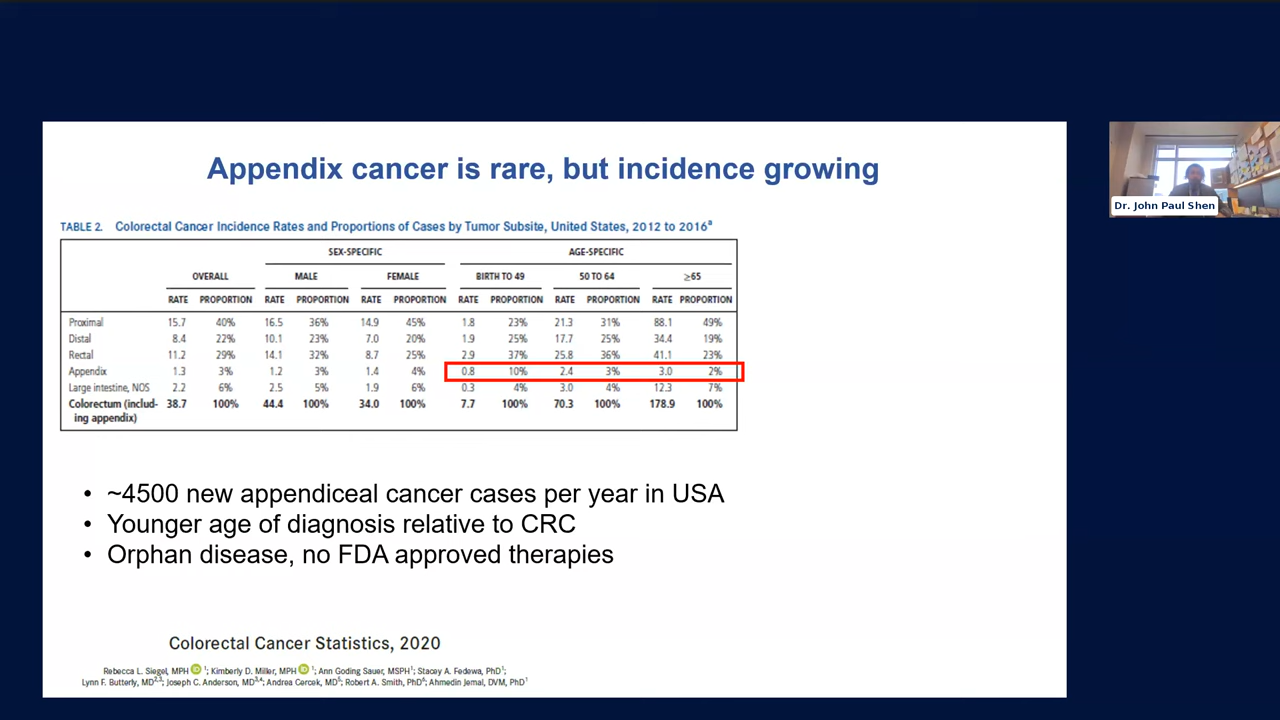 Appendix cancer is rare, but incidence growing
Dr. John Paul Shen
TABLE 2. Colorectal Cancer Incidence Rates and Proportions of Cases by Tumor Subsite, United States, 2012 to 2016a
SEX-SPECIFIC AGE-SPECIFIC
OVERALL MALE FEMALE BIRTH TO 49 50 TO 64 ≥65
RATE PROPORTION RATE PROPORTION RATE PROPORTION RATE PROPORTION RATE PROPORTION RATE PROPORTION
Proximal 15.7 40% 16.5 36% 14.9 45% 1.8 23% 21.3 31% 88.1 49%
Distal 8.4 22% 10.1 23% 7.0 20% 1.9 25% 17.7 25% 34.4 19%
Rectal 11.2 29% 14.1 32% 8.7 25% 2.9 37% 25.8 36% 41.1 23%
Appendix 1.3 3% 1.2 3% 1.4 4% 0.8 10% 2.4 3% 3.0 2%
Large intestine, NOS 2.2 6% 2.5 5% 1.9 6% 0.3 4% 3.0 4% 12.3 7%
Colorectum (includ- 38.7 100% 44.4 100% 34.0 100% 7.7 100% 70.3 100% 178.9 100%
ing appendix)
• ~4500 new appendiceal cancer cases per year in USA
• Younger age of diagnosis relative to CRC
• Orphan disease, no FDA approved therapies
Colorectal Cancer Statistics, 2020
Rebecca L. Siegel, MPH iD 1; Kimberly D. Miller, MPH iD 1; Ann Goding Sauer, MSPH1; Stacey A. Fedewa, PhD1;
Lynn F. Butterly, MD2,3; Joseph C. Anderson, MD3,4; Andrea Cercek, MD5; Robert A. Smith, PhD6; Ahmedin Jemal, DVM, PhD1